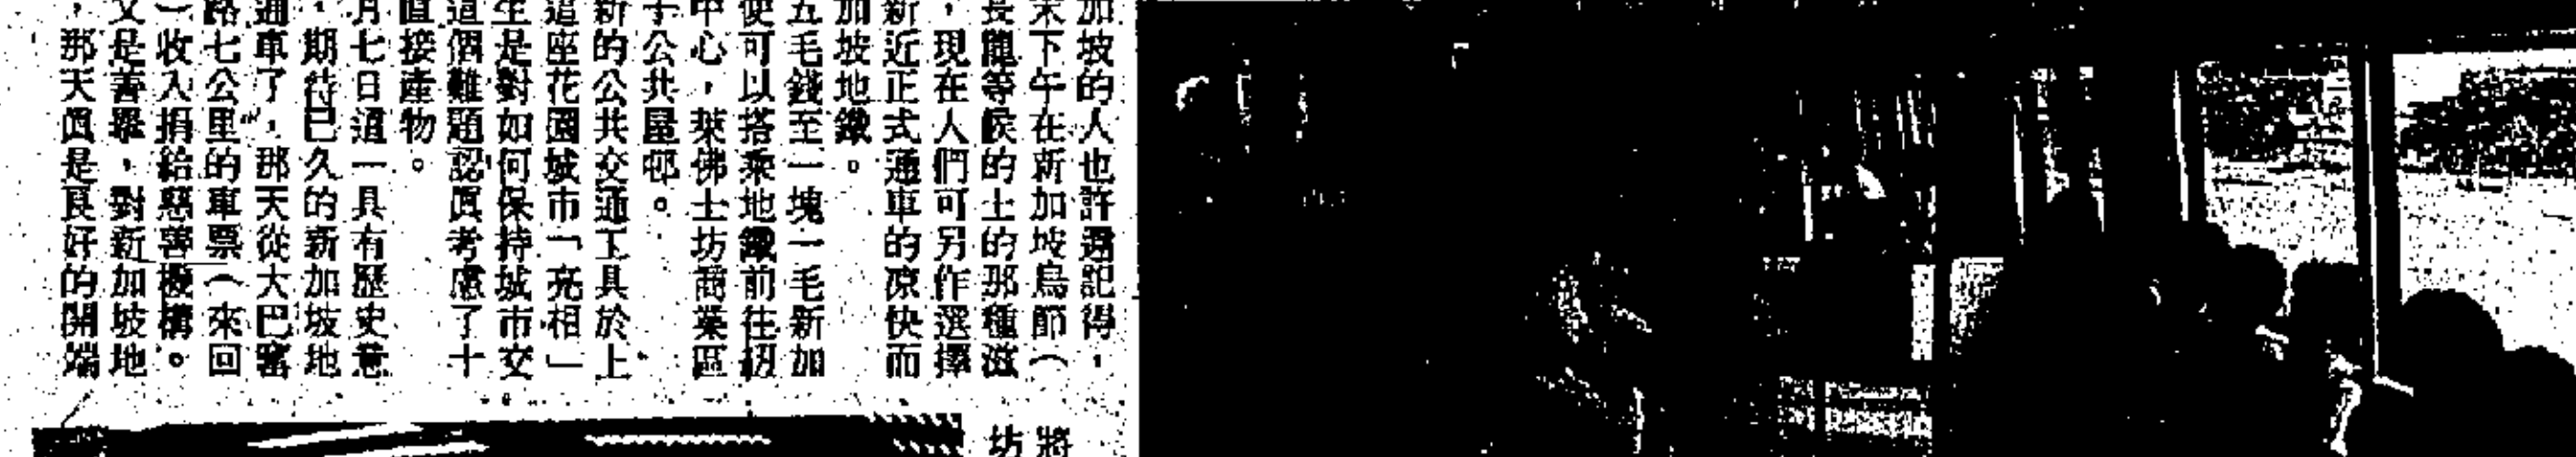 加坡的人也許還記得，
末下午在新加坡烏節（
長龍等候的士的那種滋
，現在人們可另作選擇
新近正式通車的凉快而
加坡地鐵。
五毛錢至一塊一毛新加
便可以搭乘地鐵前往紐
中心，萊佛士坊商業區
子公共屋邨。
新的公共交通工具於上
這座花園城市「亮相」
生是對如何保持城市交
這個難題認眞考慮了十
直接產物。
月七日這一具有歷史意
，期待已久的新加坡地
通車了，那天從大巴窰
路七公里的車票（來回
一收入捐給慈善機構。
又是善舉，對新加坡地
，那天眞是良好的開端
將
坊